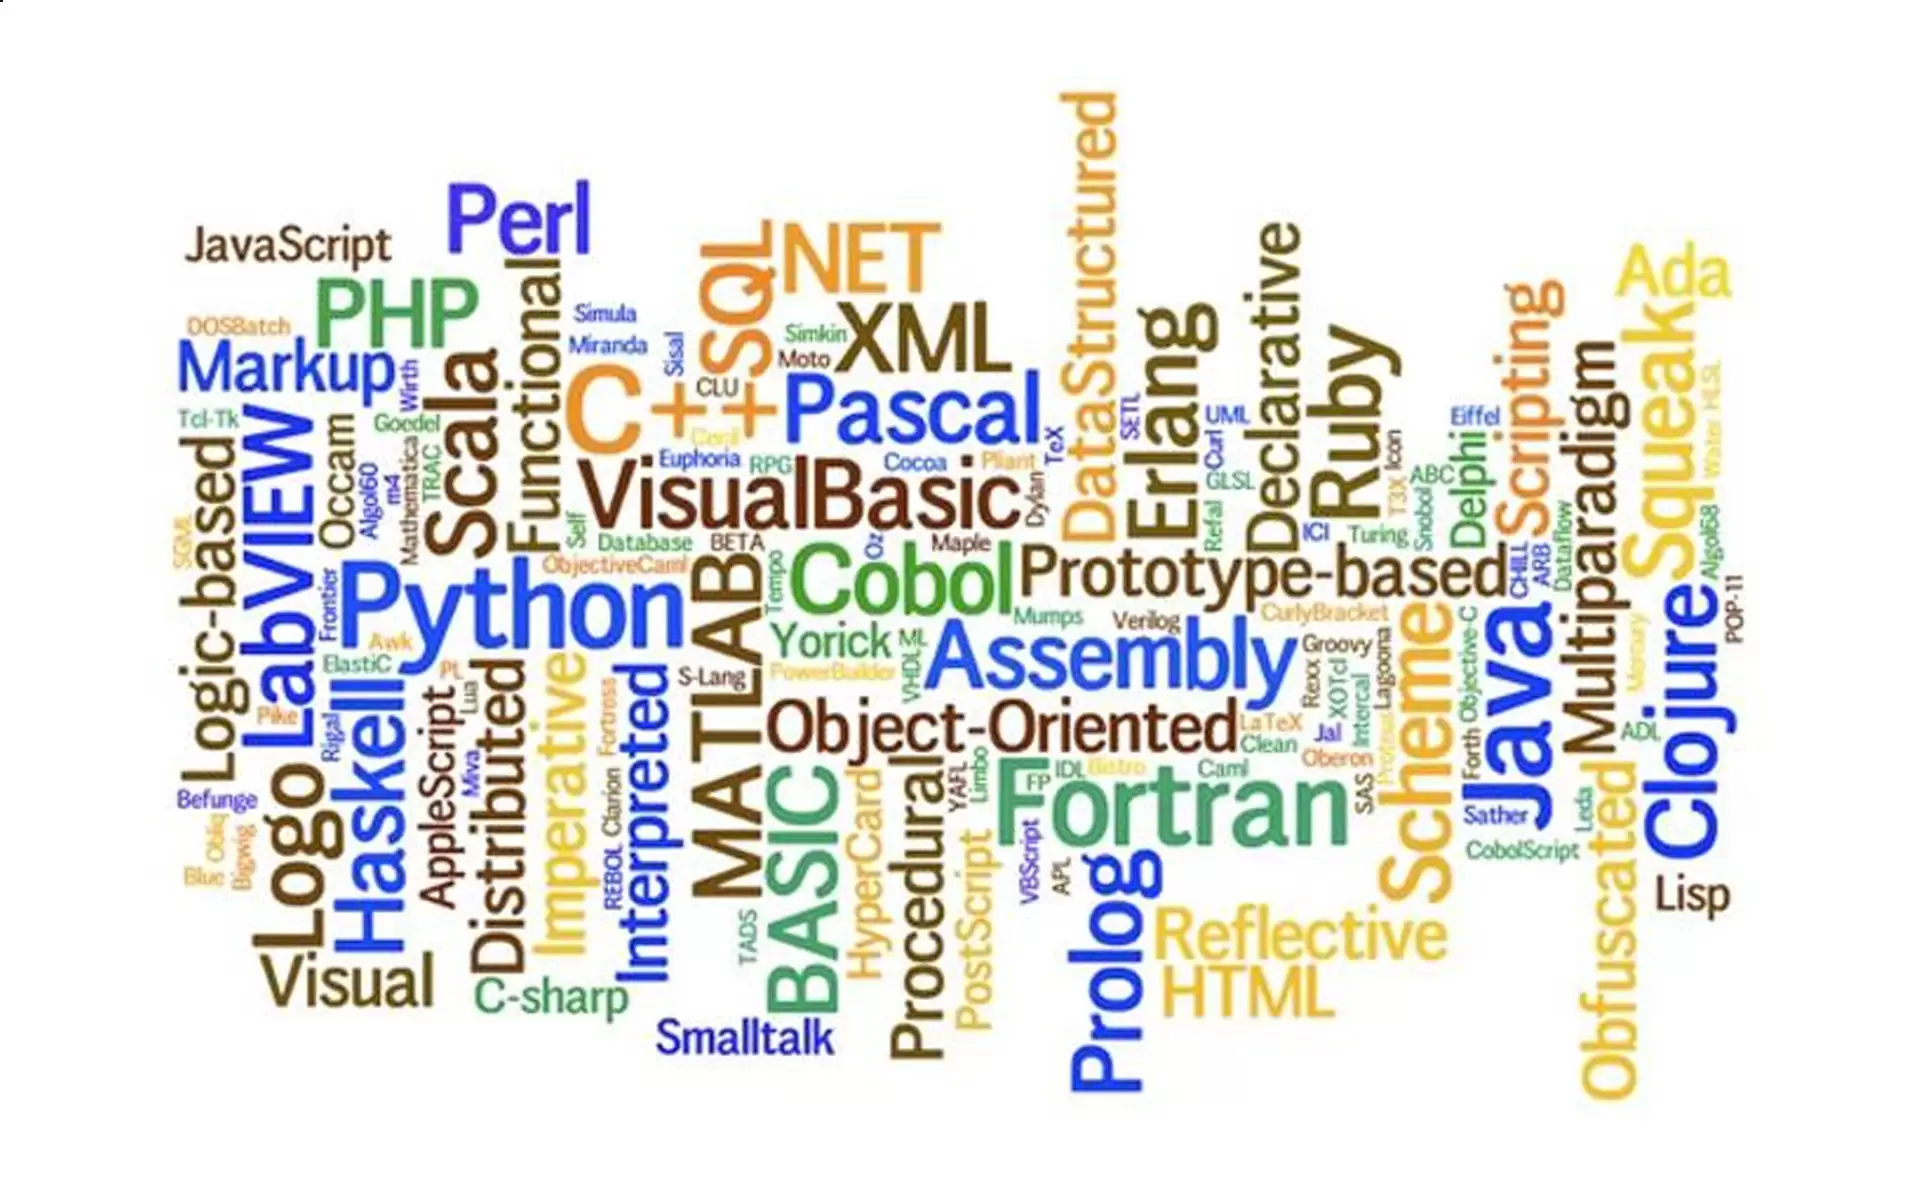 DataStructured
Perl
JavaScript
SQL
NET
Declarative
Ada
PHP
Functional
Simula
DOSBatch
Simkin
XML
Erlang
Ruby
Scripting
Squeak
Markup
Miranda
Sisal
Moto
Wirth
Scala
C++
CLU
Pascal
SETL
UML
Eiffel
Multiparadigm
Water
HLSL
Tcl-Tk
Goedel
Logic-based
LabVIEW
Occam
Algol60
m4
Mathematica
TRAC
Euphoria
RPG
Cocoa
Pliant
TeX
Curl
GLSL
Icon
T3X
ABC
Snobol
Delphi
VisualBasic
Dylan
Refal
ICI
Turing
SGML
Self
Database
BETA
Oz
Maple
CHILL
ARB
Dataflow
Algol68
ObjectiveCaml
Python
MATLAB
Tempo
Cobol
Prototype-based
Frontier
Mumps
Verilog
CurlyBracket
POP-11
Clojure
Awk
Yorick
ML
Assembly
Groovy
Lagoona
Scheme
Objective-C
Java
Mercury
ElastiC
PL
Lua
S-Lang
PowerBuilder
VHDL
Rexx
XOTcl
Intercal
Haskell
AppleScript
Distributed
Imperative
Fortress
Interpreted
Pike
Rigal
Object-Oriented
LaTeX
Clean
Jal
Oberon
Forth
ADL
Miva
Logo
BASIC
HyperCard
Procedural
YAFL
Limbo
FP
IDL
Bistro
Caml
SAS
Proteus
Befunge
Fortran
Sather
Leda
Obfuscated
Clarion
REBOL
Obliq
Bigwig
Blue
PostScript
VBScript
APL
CobolScript
Prolog
Lisp
TADS
Reflective
Visual
C-sharp
HTML
Smalltalk